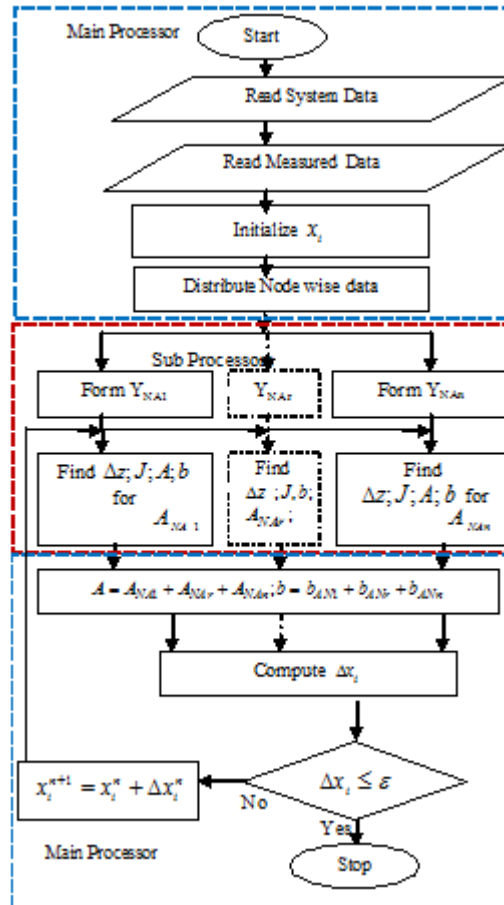 Main Processor
Start
Read System Data
Read Measured Data
Initialize X_i
Distribute Node wise data
Sub Processor
Form Y_NA1
Y_NAr
Form Y_NAn
Find Δz; J; A; b
for
A_NA 1
Find
Δz ; J, b;
A_NAr ;
Find
Δz; J; A; b for
A_NAn
A = A_NA1 + A_NAr + A_NAn; b = b_AN1 + b_ANr + b_ANn
Compute Δx_i
Δx_i ≤ ε
No
x_i^{n+1} = x_i^n + Δx_i^n
Yes
Main Processor
Stop